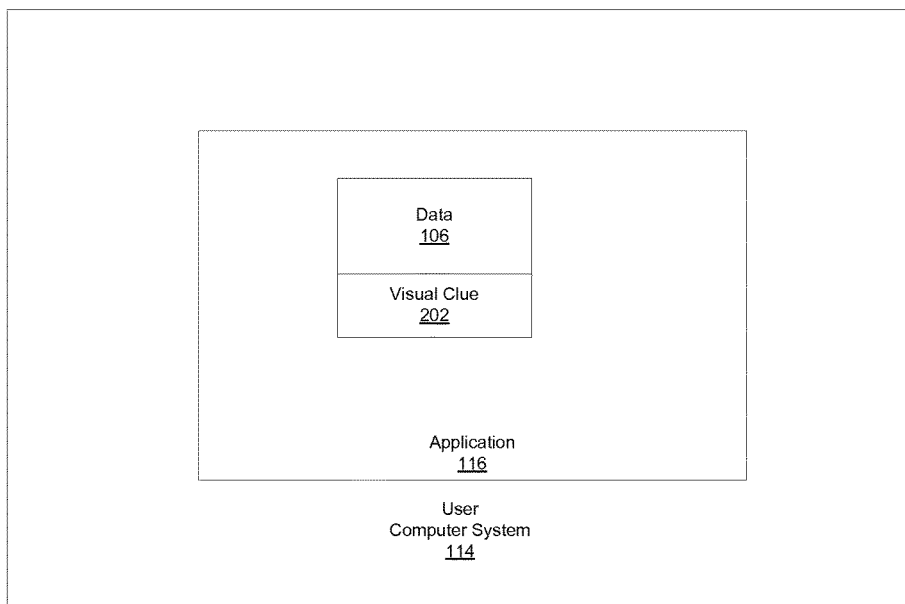 Data
106
Visual Clue
202
Application
116
User
Computer System
114